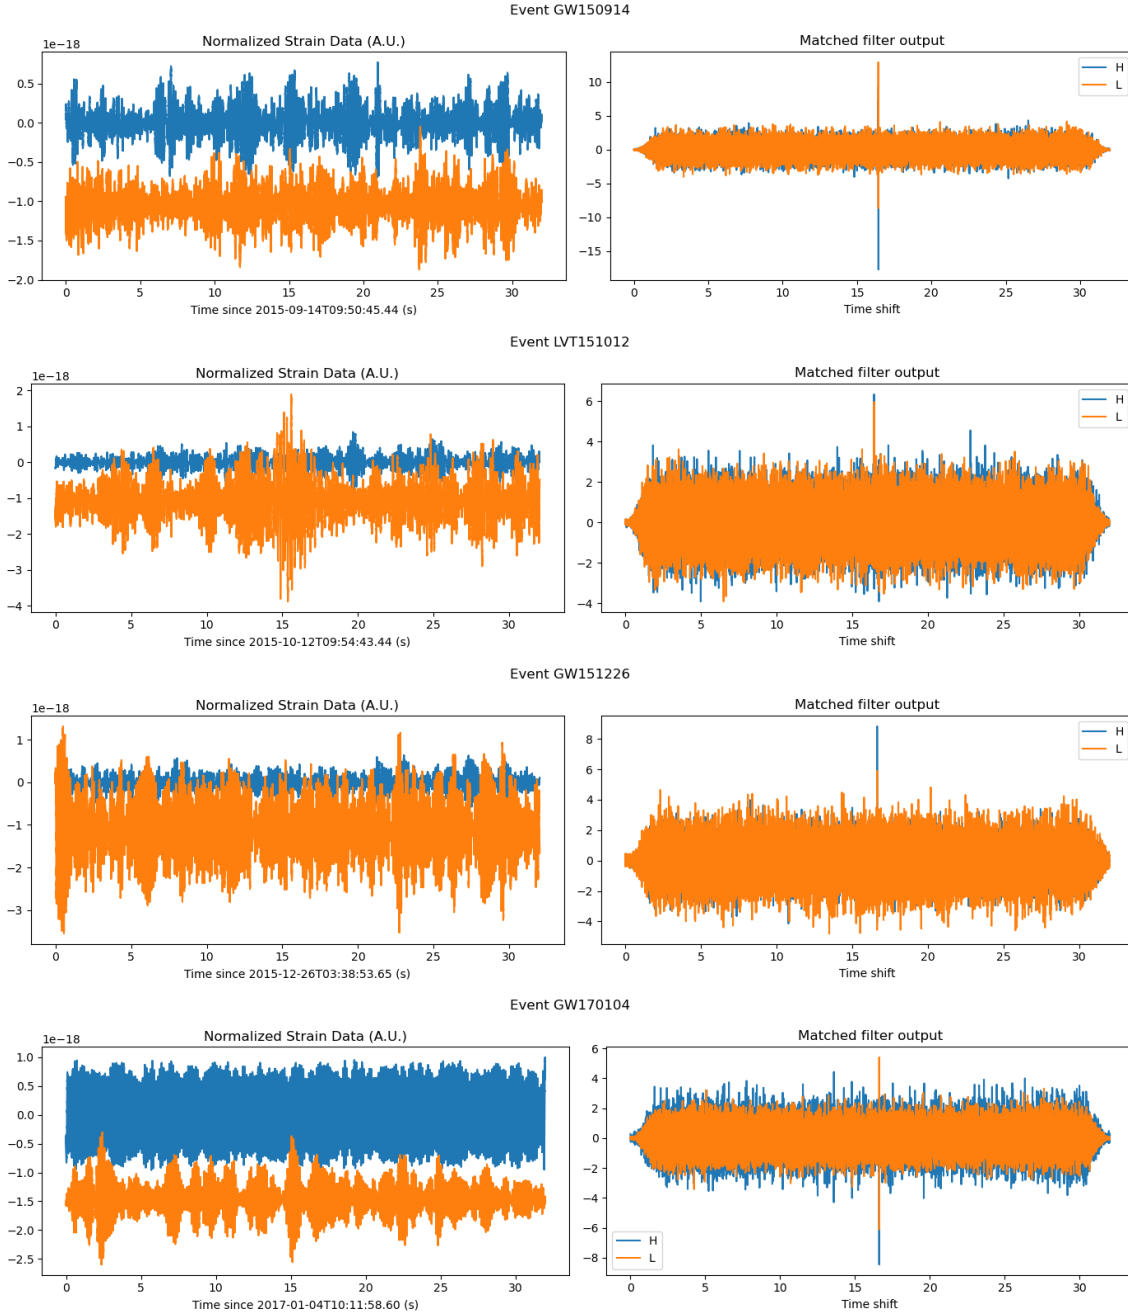 Event GW150914
Normalized Strain Data (A.U.)
Matched filter output
1e−18
0.5
0.0
−0.5
−1.0
−1.5
−2.0
0 5 10 15 20 25 30
Time since 2015-09-14T09:50:45.44 (s)
10
5
0
−5
−10
−15
H
L
0 5 10 15 20 25 30
Time shift
Event LVT151012
Normalized Strain Data (A.U.)
Matched filter output
1e−18
2
1
0
−1
−2
−3
−4
0 5 10 15 20 25 30
Time since 2015-10-12T09:54:43.44 (s)
6
4
2
0
−2
−4
H
L
0 5 10 15 20 25 30
Time shift
Event GW151226
Normalized Strain Data (A.U.)
Matched filter output
1e−18
1
0
−1
−2
−3
0 5 10 15 20 25 30
Time since 2015-12-26T03:38:53.65 (s)
8
6
4
2
0
−2
−4
H
L
0 5 10 15 20 25 30
Time shift
Event GW170104
Normalized Strain Data (A.U.)
Matched filter output
1e−18
1.0
0.5
0.0
−0.5
−1.0
−1.5
−2.0
−2.5
0 5 10 15 20 25 30
Time since 2017-01-04T10:11:58.60 (s)
6
4
2
0
−2
−4
−6
−8
H
L
0 5 10 15 20 25 30
Time shift